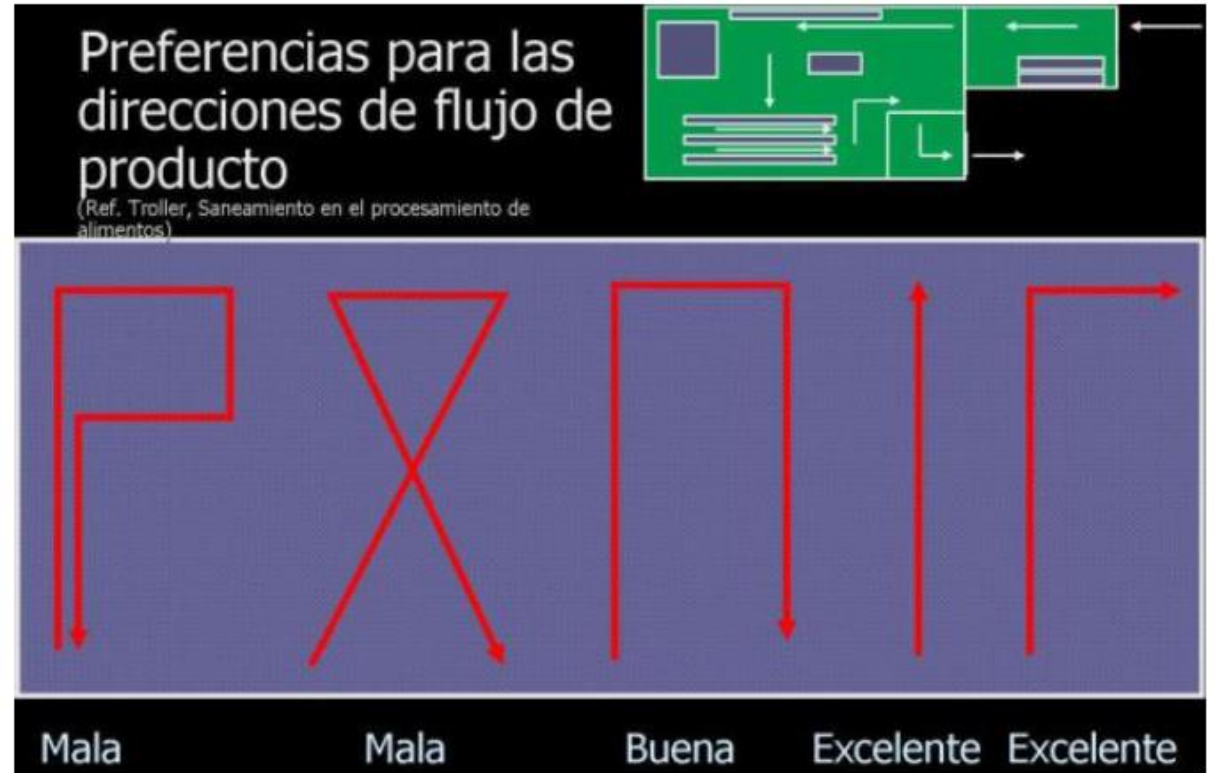 Preferencias para las
direcciones de flujo de
producto
(Ref. Troller, Saneamiento en el procesamiento de
alimentos)
Mala Mala Buena Excelente Excelente